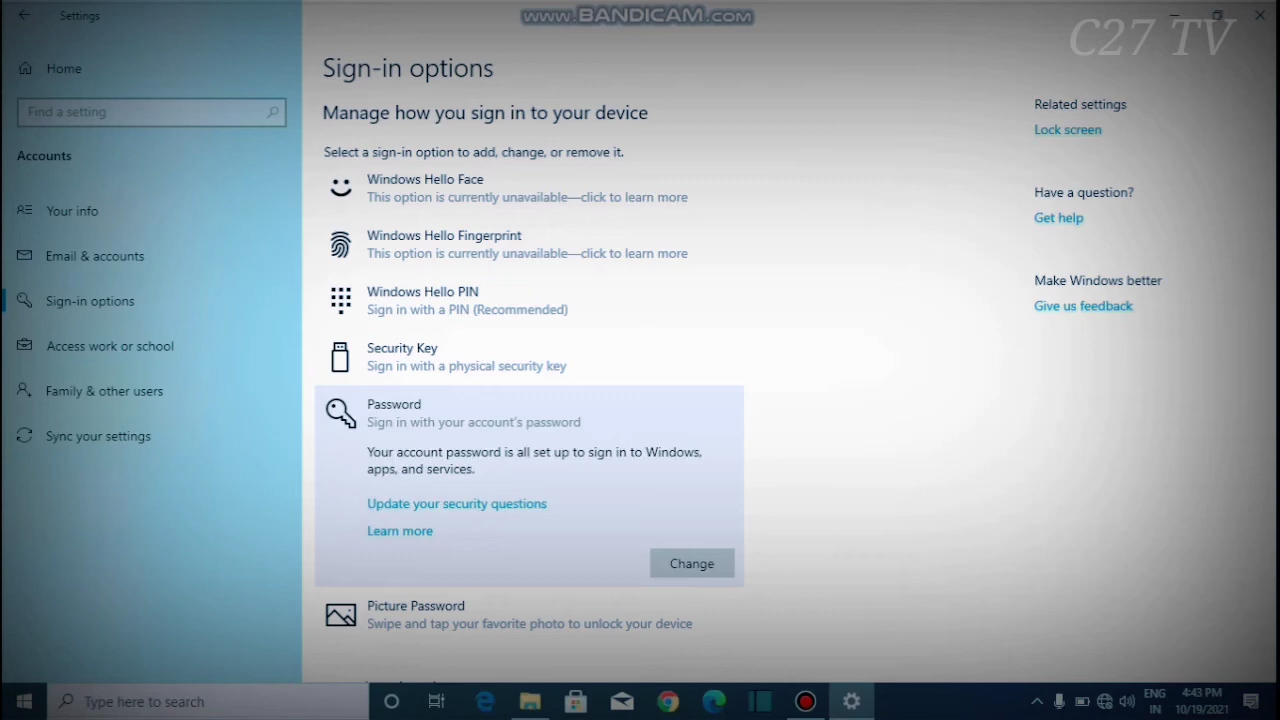 Settings
www.BANDICAM.com
C27 TV
Home
Find a setting
Accounts
Your info
Email & accounts
Sign-in options
Access work or school
Family & other users
Sync your settings
Sign-in options
Manage how you sign in to your device
Select a sign-in option to add, change, or remove it.
Windows Hello Face
This option is currently unavailable—click to learn more
Windows Hello Fingerprint
This option is currently unavailable—click to learn more
Windows Hello PIN
Sign in with a PIN (Recommended)
Security Key
Sign in with a physical security key
Password
Sign in with your account's password
Your account password is all set up to sign in to Windows,
apps, and services.
Update your security questions
Learn more
Change
Picture Password
Swipe and tap your favorite photo to unlock your device
Related settings
Lock screen
Have a question?
Get help
Make Windows better
Give us feedback
Type here to search
ENG
IN
4:43 PM
10/19/2021